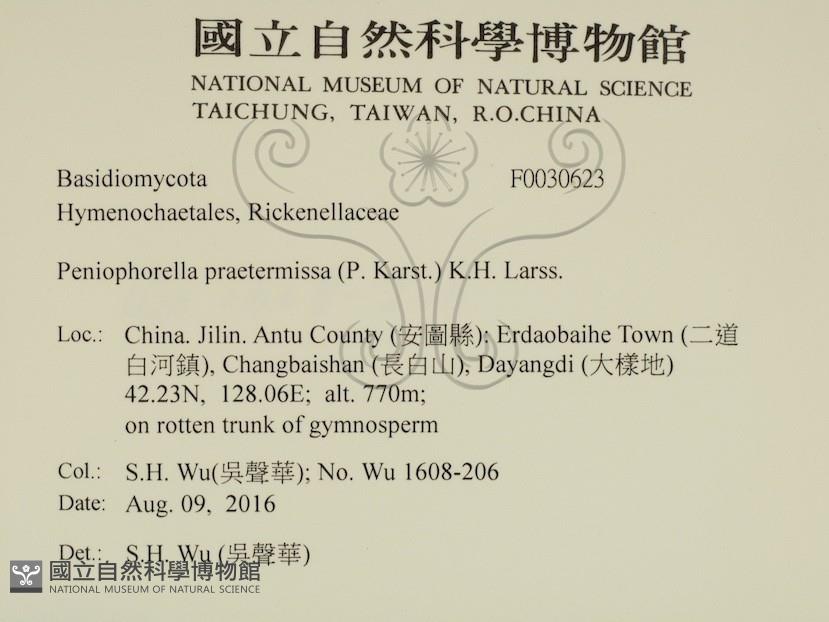 國立自然科學博物館
NATIONAL MUSEUM OF NATURAL SCIENCE
TAICHUNG, TAIWAN, R.O.CHINA
Basidiomycota F0030623
Hymenochaetales, Rickenellaceae
Peniophorella praetermissa (P. Karst.) K.H. Larss.
Loc.: China. Jilin. Antu County (安圖縣); Erdaobaihe Town (二道
白河鎮), Changbaishan (長白山), Dayangdi (大樣地)
42.23N, 128.06E; alt. 770m;
on rotten trunk of gymnosperm
Col.: S.H. Wu(吳聲華); No. Wu 1608-206
Date: Aug. 09, 2016
Det.: S.H. Wu (吳聲華)
國立自然科學博物館
NATIONAL MUSEUM OF NATURAL SCIENCE